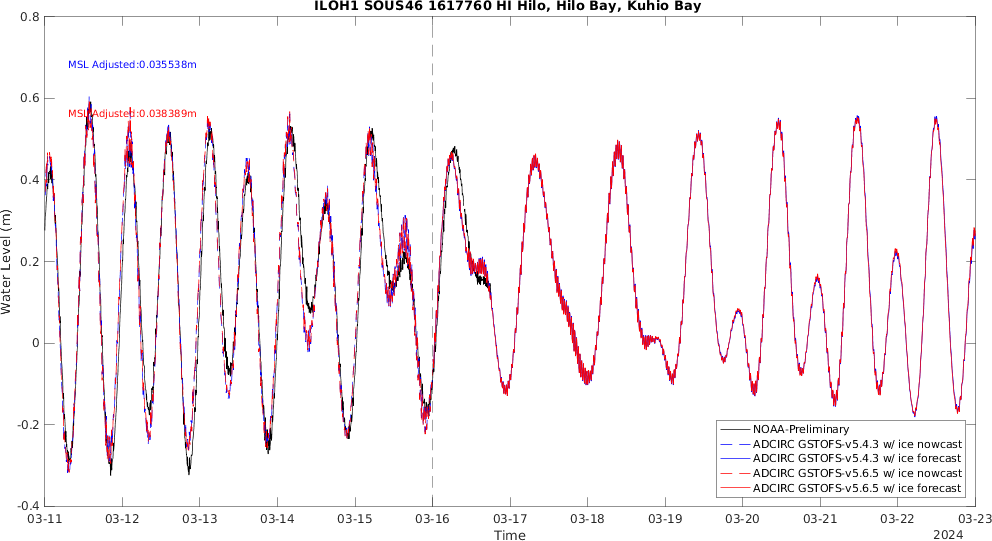 ILOH1 SOUS46 1617760 HI Hilo, Hilo Bay, Kuhio Bay
0.8
MSL Adjusted:0.035538m
0.6
MSL Adjusted:0.038389m
0.4
Water Level (m)
0.2
0
-0.2
-0.4
NOAA-Preliminary
ADCIRC GSTOFS-v5.4.3 w/ ice nowcast
ADCIRC GSTOFS-v5.4.3 w/ ice forecast
ADCIRC GSTOFS-v5.6.5 w/ ice nowcast
ADCIRC GSTOFS-v5.6.5 w/ ice forecast
03-11 03-12 03-13 03-14 03-15 03-16 03-17 03-18 03-19 03-20 03-21 03-22 03-23
Time
2024